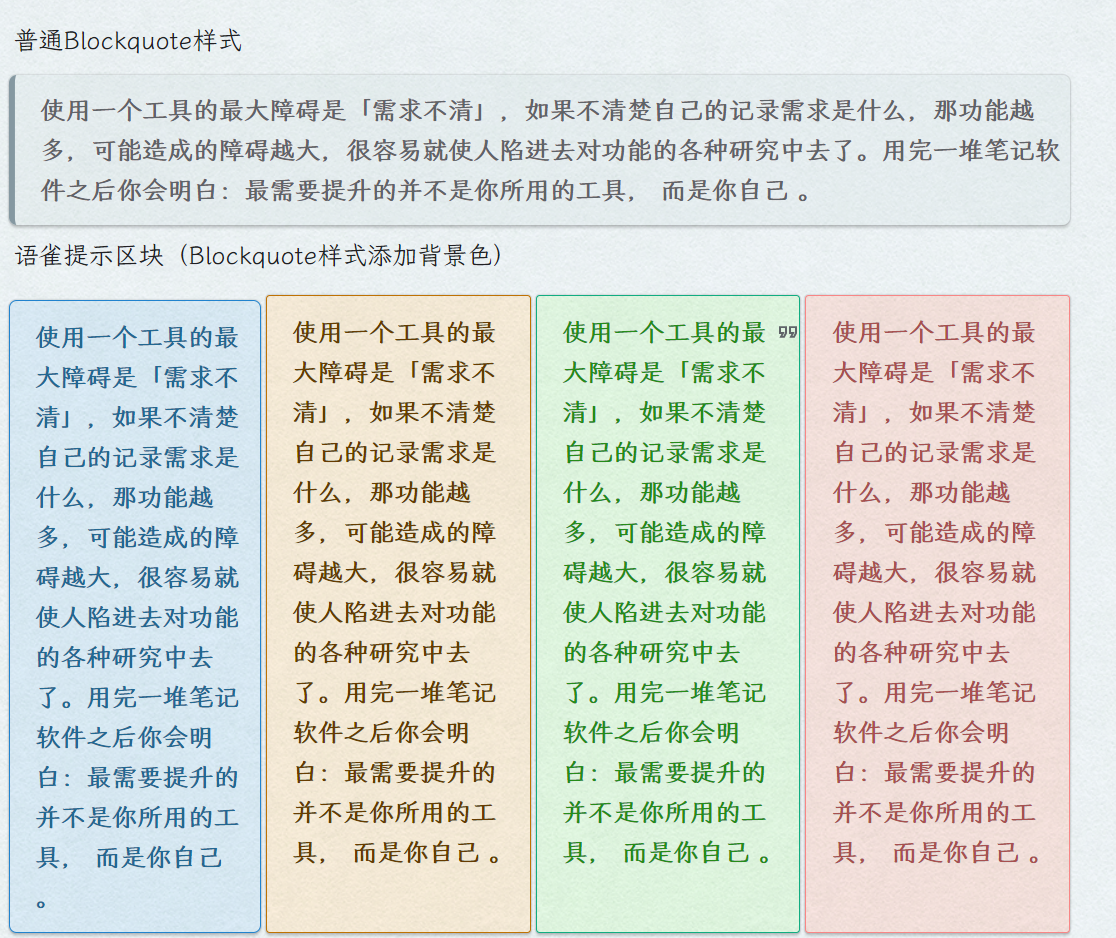 普通Blockquote样式
使用一个工具的最大障碍是「需求不清」，如果不清楚自己的记录需求是什么，那功能越
多，可能造成的障碍越大，很容易就使人陷进去对功能的各种研究中去了。用完一堆笔记软
件之后你会明白：最需要提升的并不是你所用的工具， 而是你自己 。
语雀提示区块（Blockquote样式添加背景色）
使用一个工具的最
大障碍是「需求不
清」，如果不清楚
自己的记录需求是
什么，那功能越
多，可能造成的障
碍越大，很容易就
使人陷进去对功能
的各种研究中去
了。用完一堆笔记
软件之后你会明
白：最需要提升的
并不是你所用的工
具， 而是你自己
。
使用一个工具的最
大障碍是「需求不
清」，如果不清楚
自己的记录需求是
什么，那功能越
多，可能造成的障
碍越大，很容易就
使人陷进去对功能
的各种研究中去
了。用完一堆笔记
软件之后你会明
白：最需要提升的
并不是你所用的工
具， 而是你自己 。
使用一个工具的最
大障碍是「需求不
清」，如果不清楚
自己的记录需求是
什么，那功能越
多，可能造成的障
碍越大，很容易就
使人陷进去对功能
的各种研究中去
了。用完一堆笔记
软件之后你会明
白：最需要提升的
并不是你所用的工
具， 而是你自己 。
使用一个工具的最
大障碍是「需求不
清」，如果不清楚
自己的记录需求是
什么，那功能越
多，可能造成的障
碍越大，很容易就
使人陷进去对功能
的各种研究中去
了。用完一堆笔记
软件之后你会明
白：最需要提升的
并不是你所用的工
具， 而是你自己 。